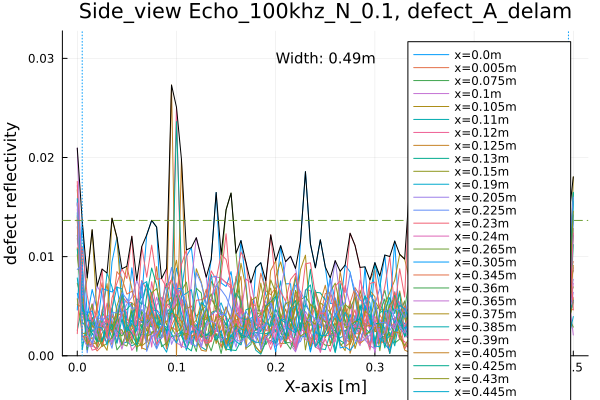 Side_view Echo_100khz_N_0.1, defect_A_delam
Width: 0.49m
defect reflectivity
0.03
0.02
0.01
0.00
0.0
0.1
0.2
0.3
.5
X-axis [m]
x=0.0m
x=0.005m
x=0.075m
x=0.1m
x=0.105m
x=0.11m
x=0.12m
x=0.125m
x=0.13m
x=0.15m
x=0.19m
x=0.205m
x=0.225m
x=0.23m
x=0.24m
x=0.265m
x=0.305m
x=0.345m
x=0.36m
x=0.365m
x=0.375m
x=0.385m
x=0.39m
x=0.405m
x=0.425m
x=0.43m
x=0.445m